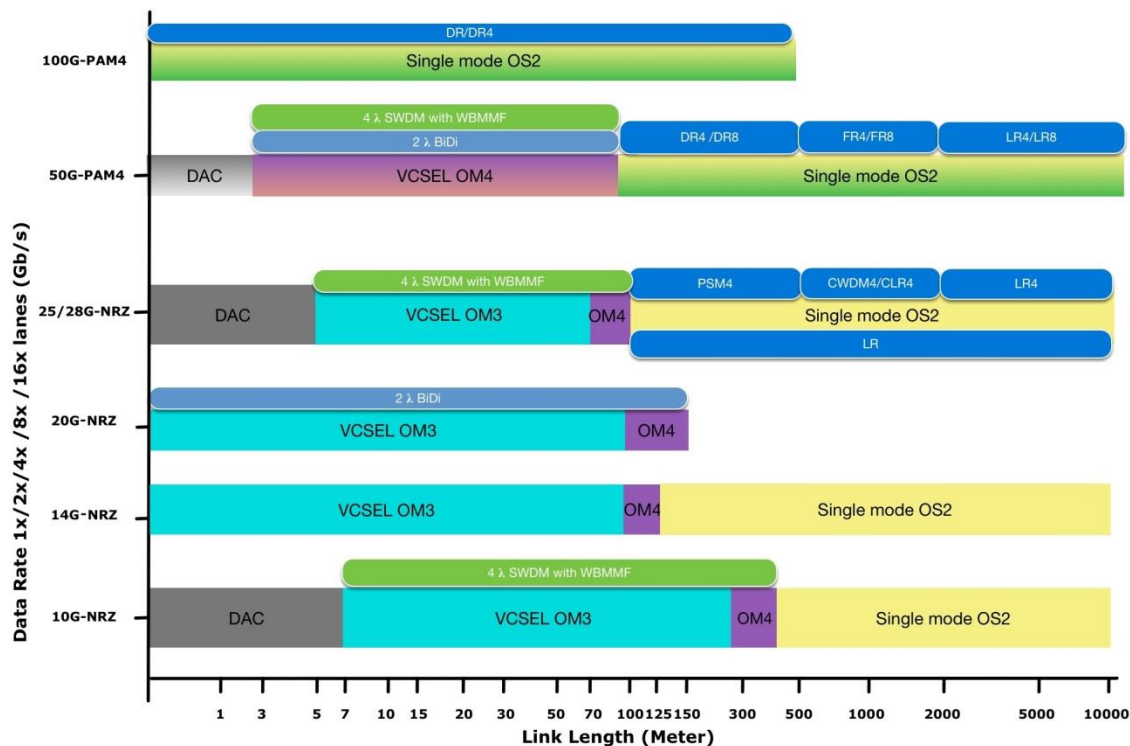 DR/DR4
100G-PAM4
Single mode OS2
4 λ SWDM with WBMMF
2 λ BiDi
DR4 /DR8
FR4/FR8
LR4/LR8
50G-PAM4
DAC
VCSEL OM4
Single mode OS2
4 λ SWDM with WBMMF
PSM4
CWDM4/CLR4
LR4
25/28G-NRZ
DAC
VCSEL OM3
OM4
Single mode OS2
LR
2 λ BiDi
20G-NRZ
VCSEL OM3
OM4
14G-NRZ
VCSEL OM3
OM4
Single mode OS2
4 λ SWDM with WBMMF
10G-NRZ
DAC
VCSEL OM3
OM4
Single mode OS2
Data Rate 1x/2x/4x /8x /16x lanes (Gb/s)
1 3 5 7 10 15 20 30 50 70 100 125 150 300 500 1000 2000 5000 10000
Link Length (Meter)